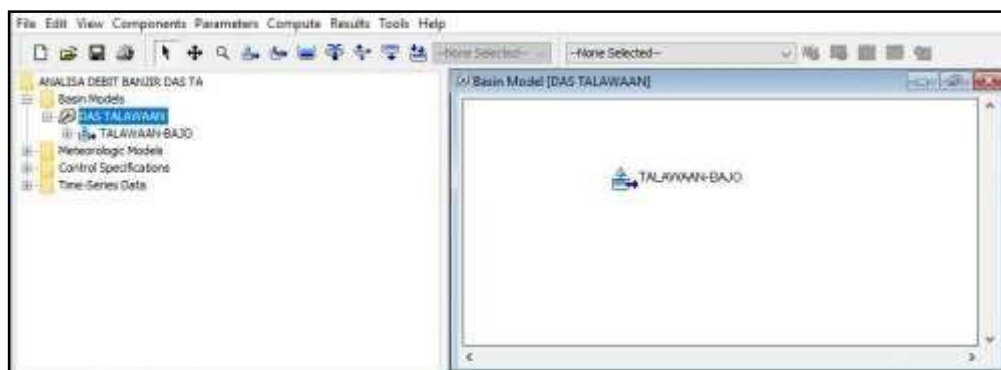 File Edit View Components Parameters Compute Results Tools Help
--None Selected--
--None Selected--
ANALISA DEBIT BANJIR DAS TA
Basin Models
DAS TALAWAAN
TALAWAAN-BAJO
Meteorologic Models
Control Specifications
Time-Series Data
Basin Model [DAS TALAWAAN]
TALAWAAN-BAJO